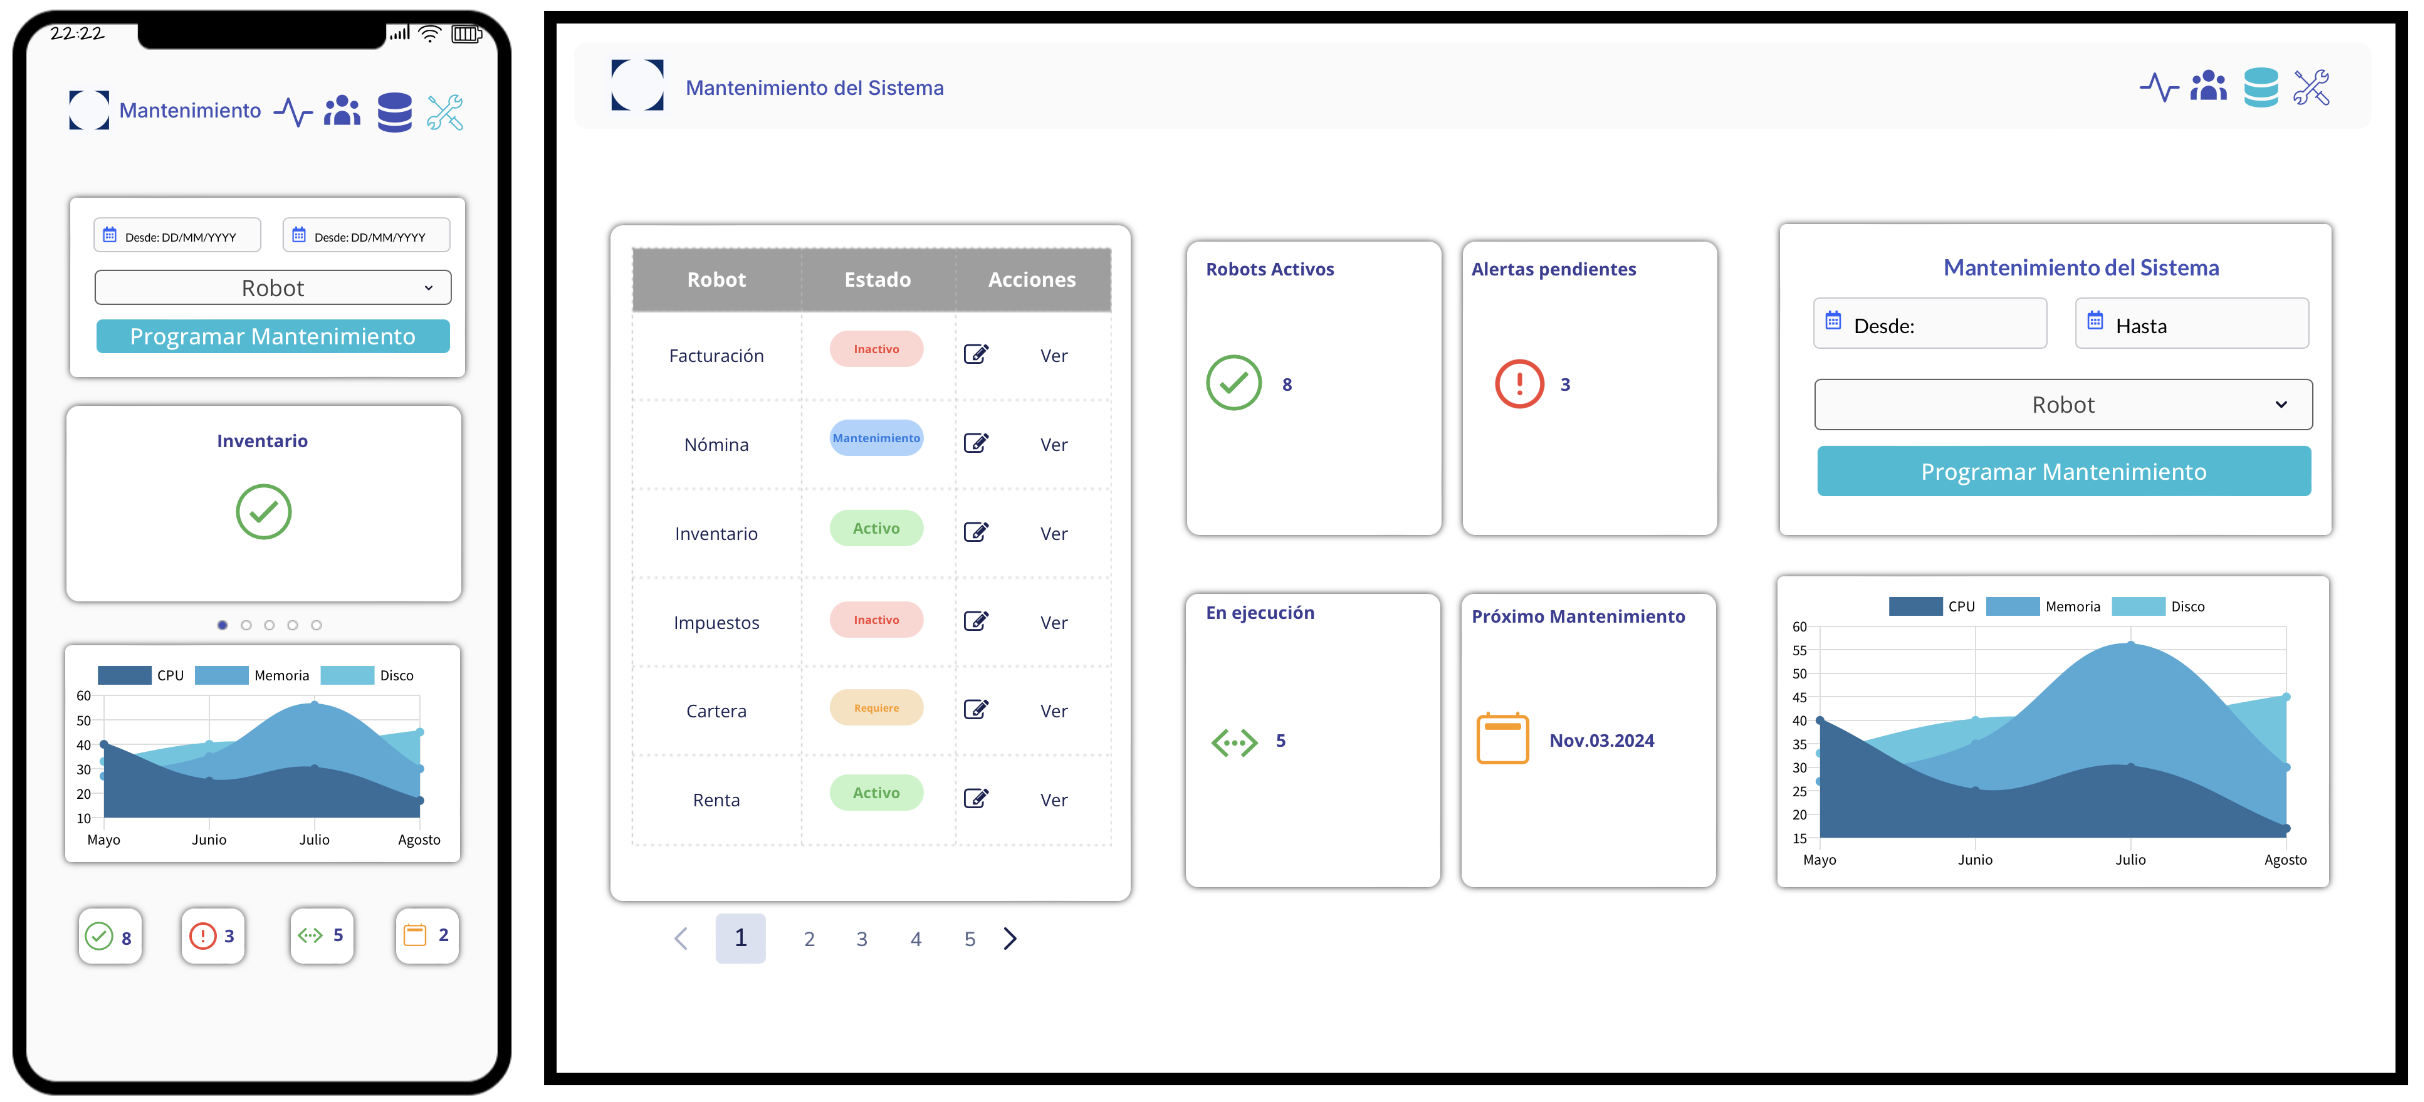 22:22
Mantenimiento
Desde: DD/MM/YYYY Desde: DD/MM/YYYY
Robot
Programar Mantenimiento
Inventario
CPU Memoria Disco
60
50
40
30
20
10
Mayo Junio Julio Agosto
8 3 5 2
Mantenimiento del Sistema
Robot Estado Acciones
Facturación Inactivo Ver
Nómina Mantenimiento Ver
Inventario Activo Ver
Impuestos Inactivo Ver
Cartera Requiere Ver
Renta Activo Ver
1 2 3 4 5
Robots Activos
8
Alertas pendientes
3
En ejecución
5
Próximo Mantenimiento
Nov.03.2024
Mantenimiento del Sistema
Desde: Hasta
Robot
Programar Mantenimiento
CPU Memoria Disco
60
55
50
45
40
35
30
25
20
15
Mayo Junio Julio Agosto